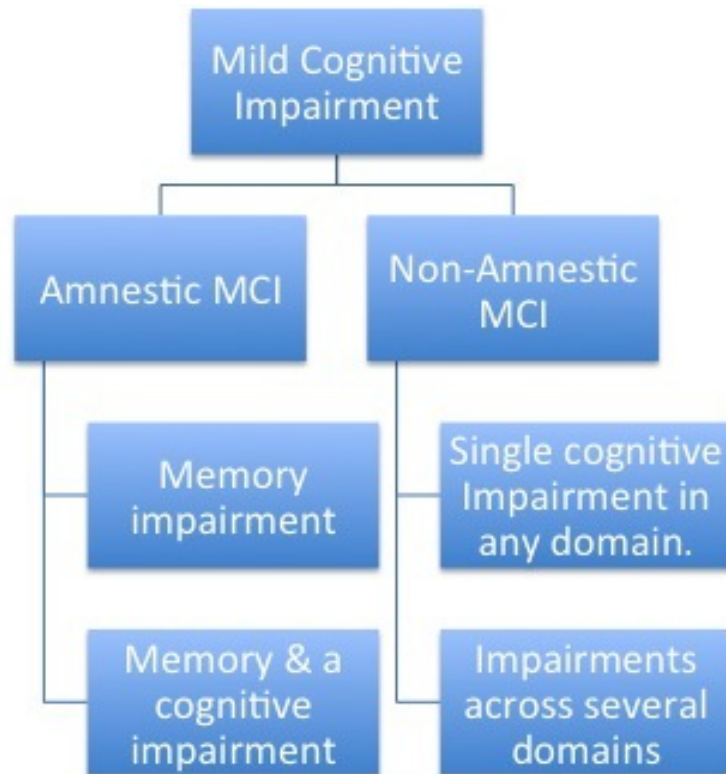 Mild Cognitive
Impairment
Amnestic MCI
Non-Amnestic
MCI
Memory
impairment
Single cognitive
Impairment in
any domain.
Memory & a
cognitive
impairment
Impairments
across several
domains